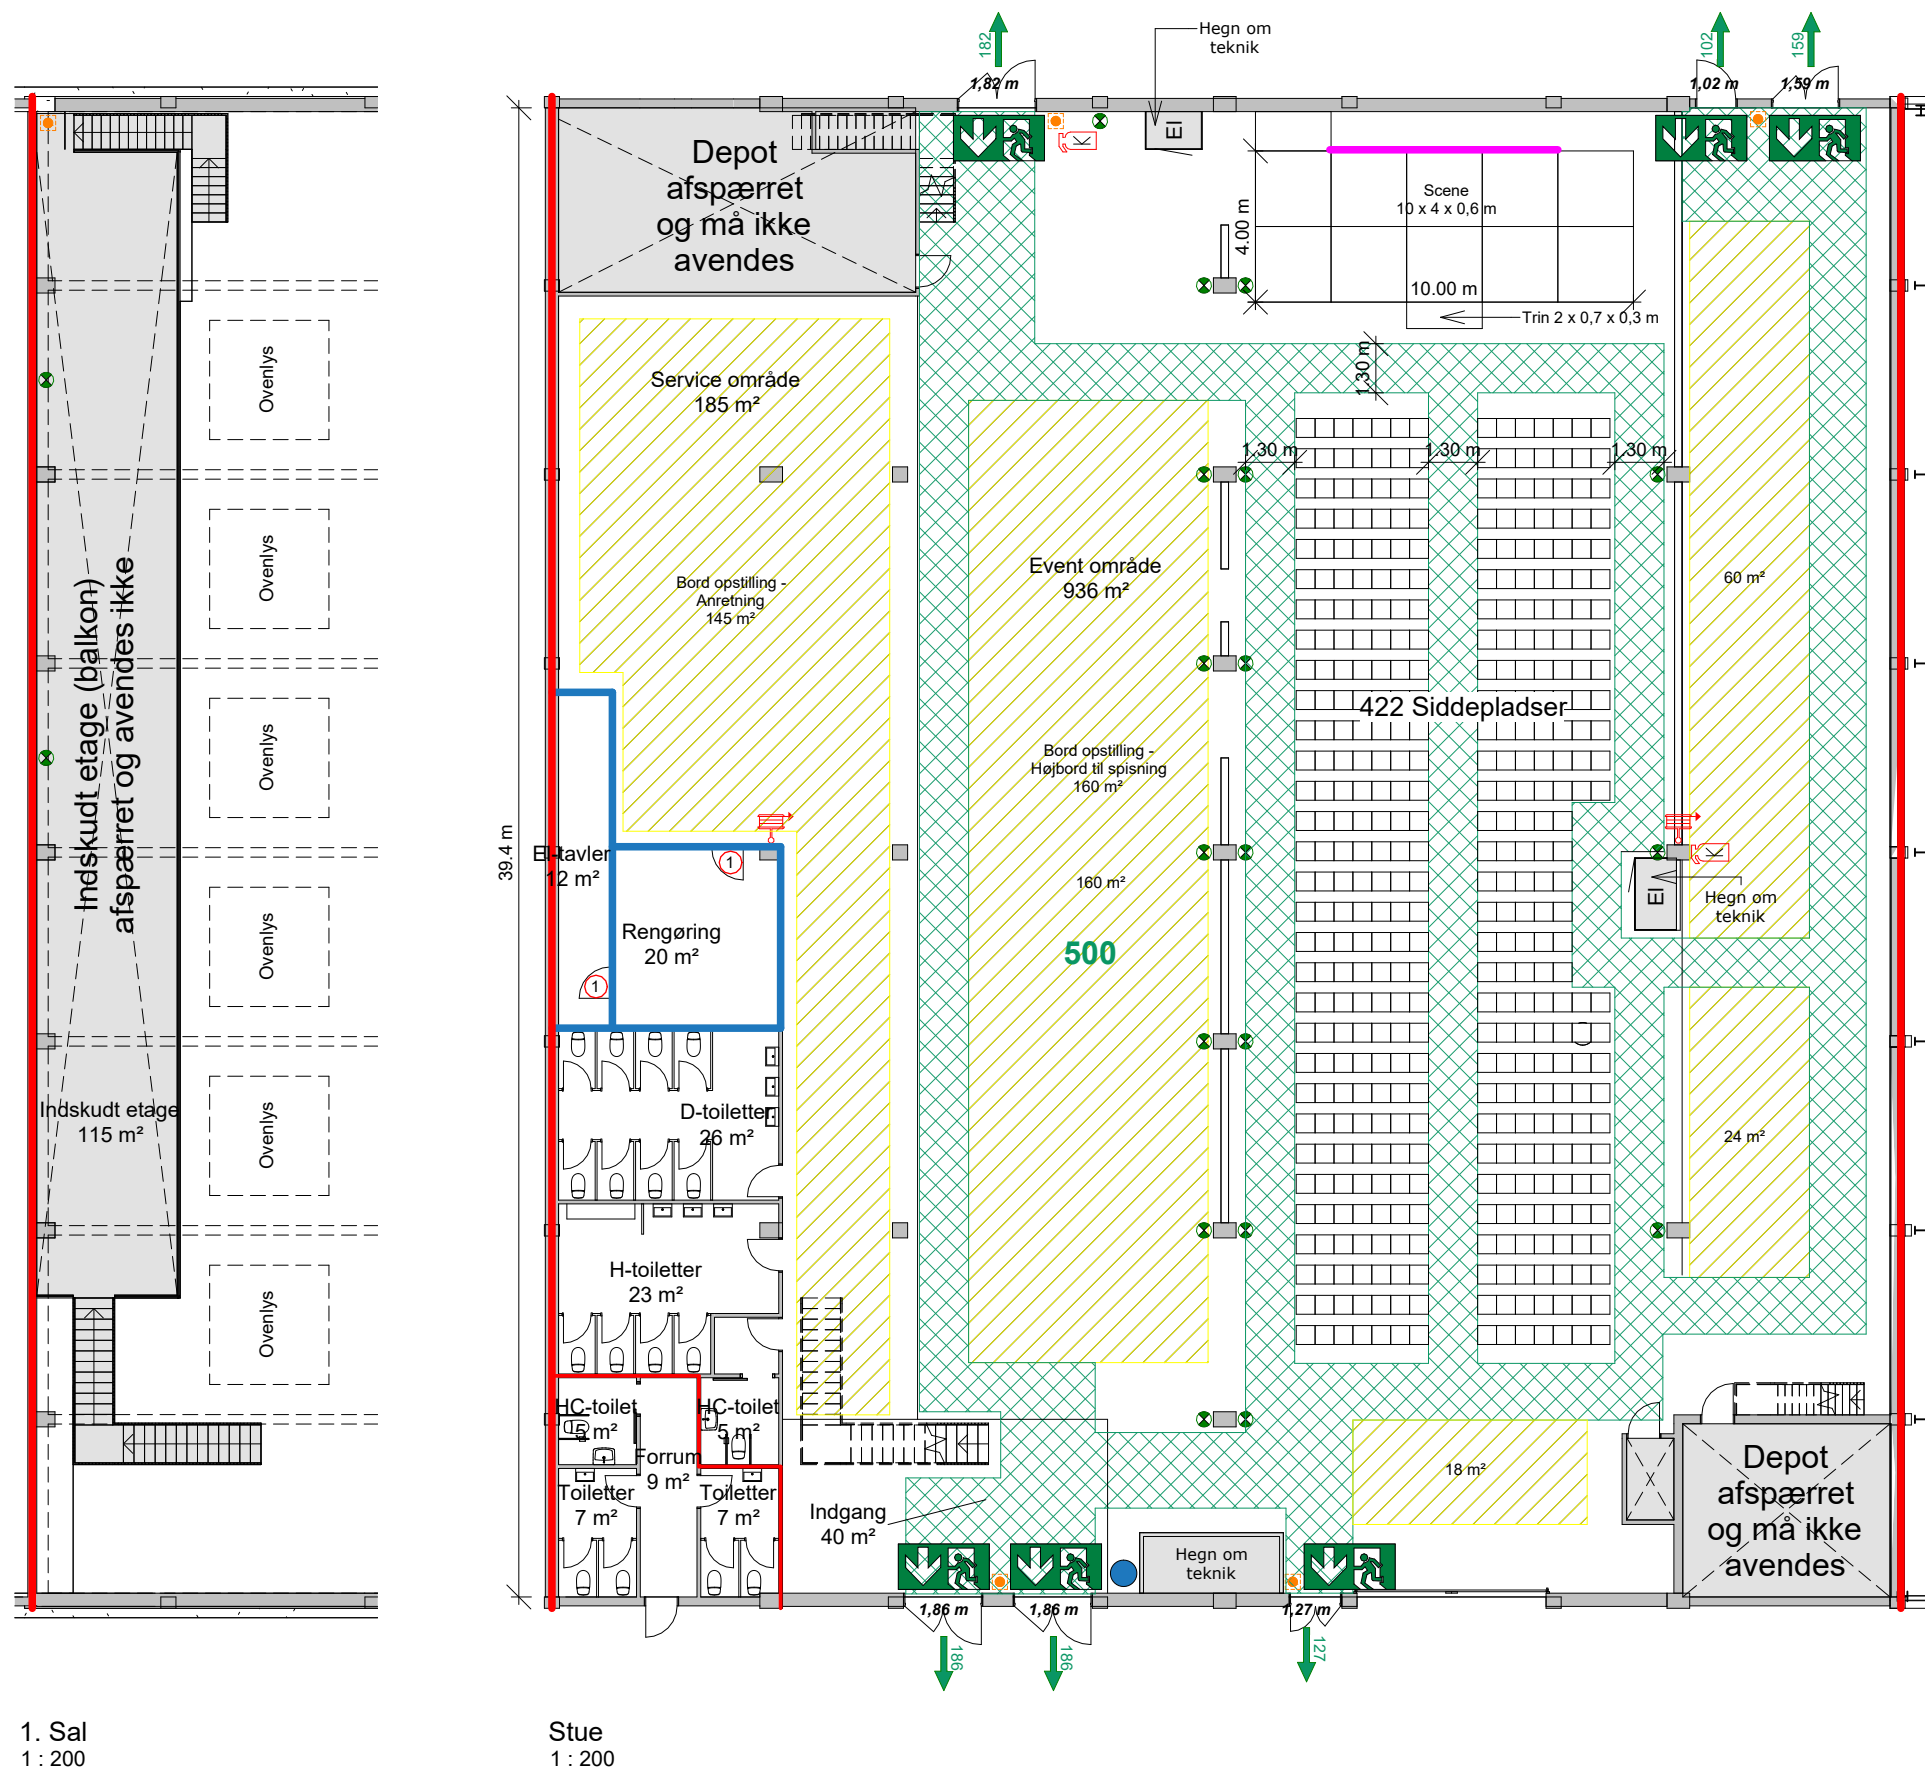 182
Hegn om
teknik
102
159
1,82 m
1,02 m
1,59 m
El
K
Depot
afspærret
og må ikke
avendes
Scene
10 x 4 x 0,6 m
4.00 m
10.00 m
Trin 2 x 0,7 x 0,3 m
1.30 m
Service område
185 m²
Ovenlys
Ovenlys
Ovenlys
Ovenlys
Ovenlys
Ovenlys
Indskudt etage (balkon)
afspærret og avendes ikke
Indskudt etage
115 m²
1.30 m
1.30 m
1.30 m
Event område
936 m²
Bord opstilling -
Anretning
145 m²
60 m²
422 Siddepladser
Bord opstilling -
Højbord til spisning
160 m²
39.4 m
El-tavler
12 m²
1
160 m²
K
El
Hegn om
teknik
Rengøring
20 m²
500
1
D-toiletter
26 m²
24 m²
H-toiletter
23 m²
HC-toilet
5 m²
HC-toilet
5 m²
Forrum
9 m²
Toiletter
7 m²
Toiletter
7 m²
Indgang
40 m²
18 m²
Depot
afspærret
og må ikke
avendes
Hegn om
teknik
1,86 m
1,86 m
1,27 m
186
186
127
1. Sal
1 : 200
Stue
1 : 200